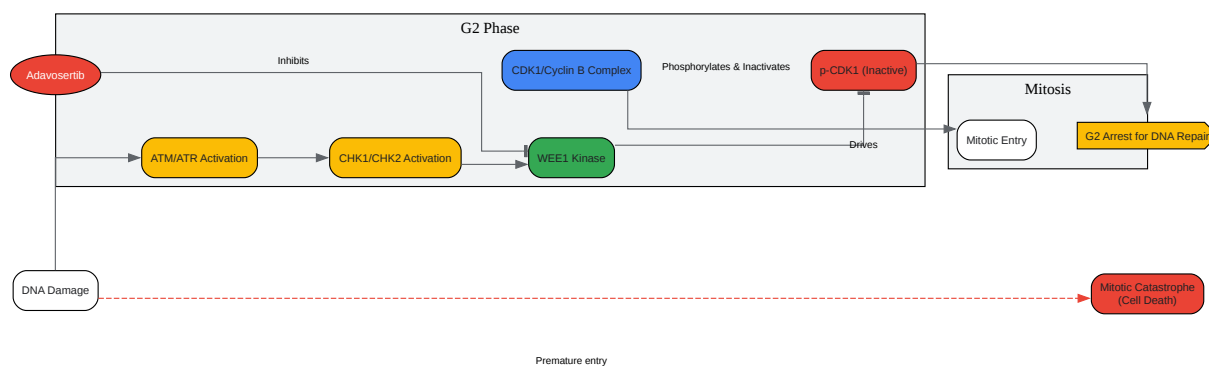 G2 Phase
Inhibits
CDK1/Cyclin B Complex
Phosphorylates & Inactivates
p-CDK1 (Inactive)
Adavosertib
Mitosis
G2 Arrest for DNA Repair
Mitotic Entry
Drives
ATM/ATR Activation
CHK1/CHK2 Activation
WEE1 Kinase
DNA Damage
Mitotic Catastrophe
(Cell Death)
Premature entry